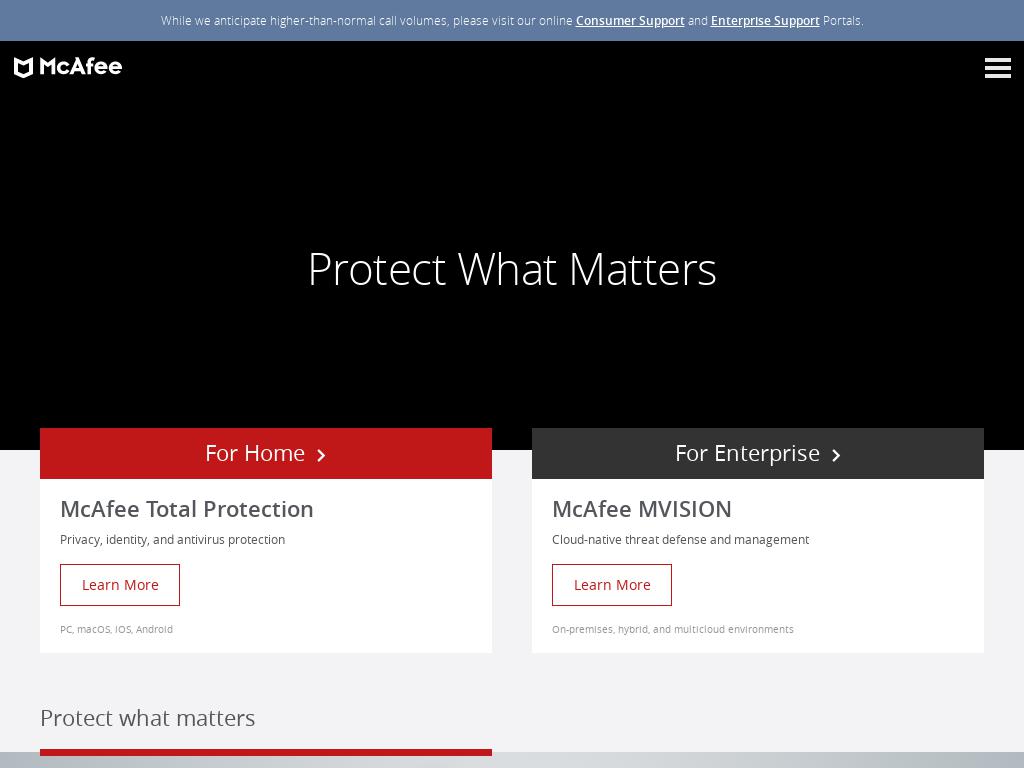 While we anticipate higher-than-normal call volumes, please visit our online Consumer Support and Enterprise Support Portals.
McAfee
Protect What Matters
For Home
For Enterprise
McAfee Total Protection
Privacy, identity, and antivirus protection
Learn More
PC, macOS, iOS, Android
McAfee MVISION
Cloud-native threat defense and management
Learn More
On-premises, hybrid, and multicloud environments
Protect what matters